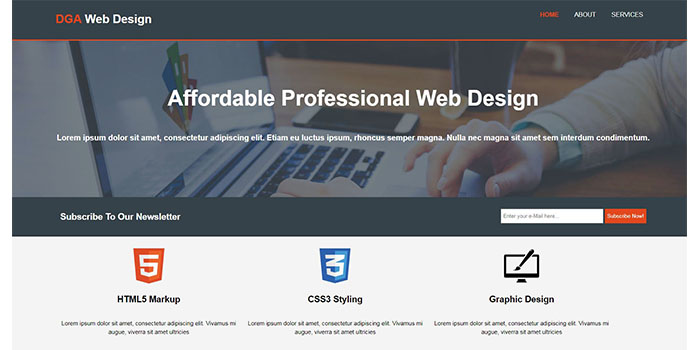 DGA Web Design
HOME ABOUT SERVICES
Affordable Professional Web Design
Lorem ipsum dolor sit amet, consectetur adipiscing elit. Etiam eu luctus ipsum, rhoncus semper magna. Nulla nec magna sit amet sem interdum condimentum.
Subscribe To Our Newsletter
Enter your e-Mail here...
Subscribe Now!
5
3
HTML5 Markup
CSS3 Styling
Graphic Design
Lorem ipsum dolor sit amet, consectetur adipiscing elit. Vivamus mi
augue, viverra sit amet ultricies
Lorem ipsum dolor sit amet, consectetur adipiscing elit. Vivamus mi
augue, viverra sit amet ultricies
Lorem ipsum dolor sit amet, consectetur adipiscing elit. Vivamus mi
augue, viverra sit amet ultricies